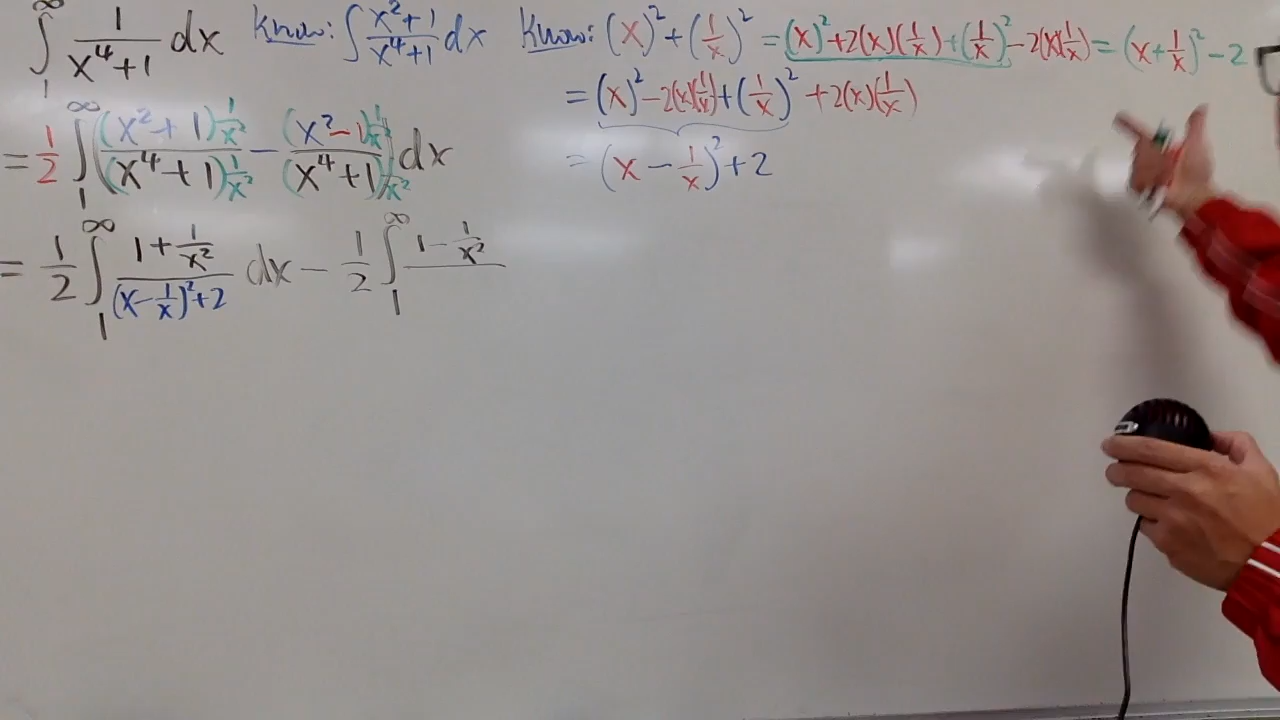 ∫₁^∞ 1/(x⁴+1) dx Know: ∫ (x²+1)/(x⁴+1) dx Know: (x)² + (1/x)² = (x)² + 2(x)(1/x) + (1/x)² - 2(x)(1/x) = (x + 1/x)² - 2
= (x)² - 2(x)(1/x) + (1/x)² + 2(x)(1/x)
= (x - 1/x)² + 2
= 1/2 ∫₁^∞ ( (x²+1) 1/x² / (x⁴+1) 1/x² - (x²-1) 1/x² / (x⁴+1) 1/x² ) dx
= 1/2 ∫₁^∞ (1 + 1/x²) / ((x - 1/x)² + 2) dx - 1/2 ∫₁^∞ 1 - 1/x²